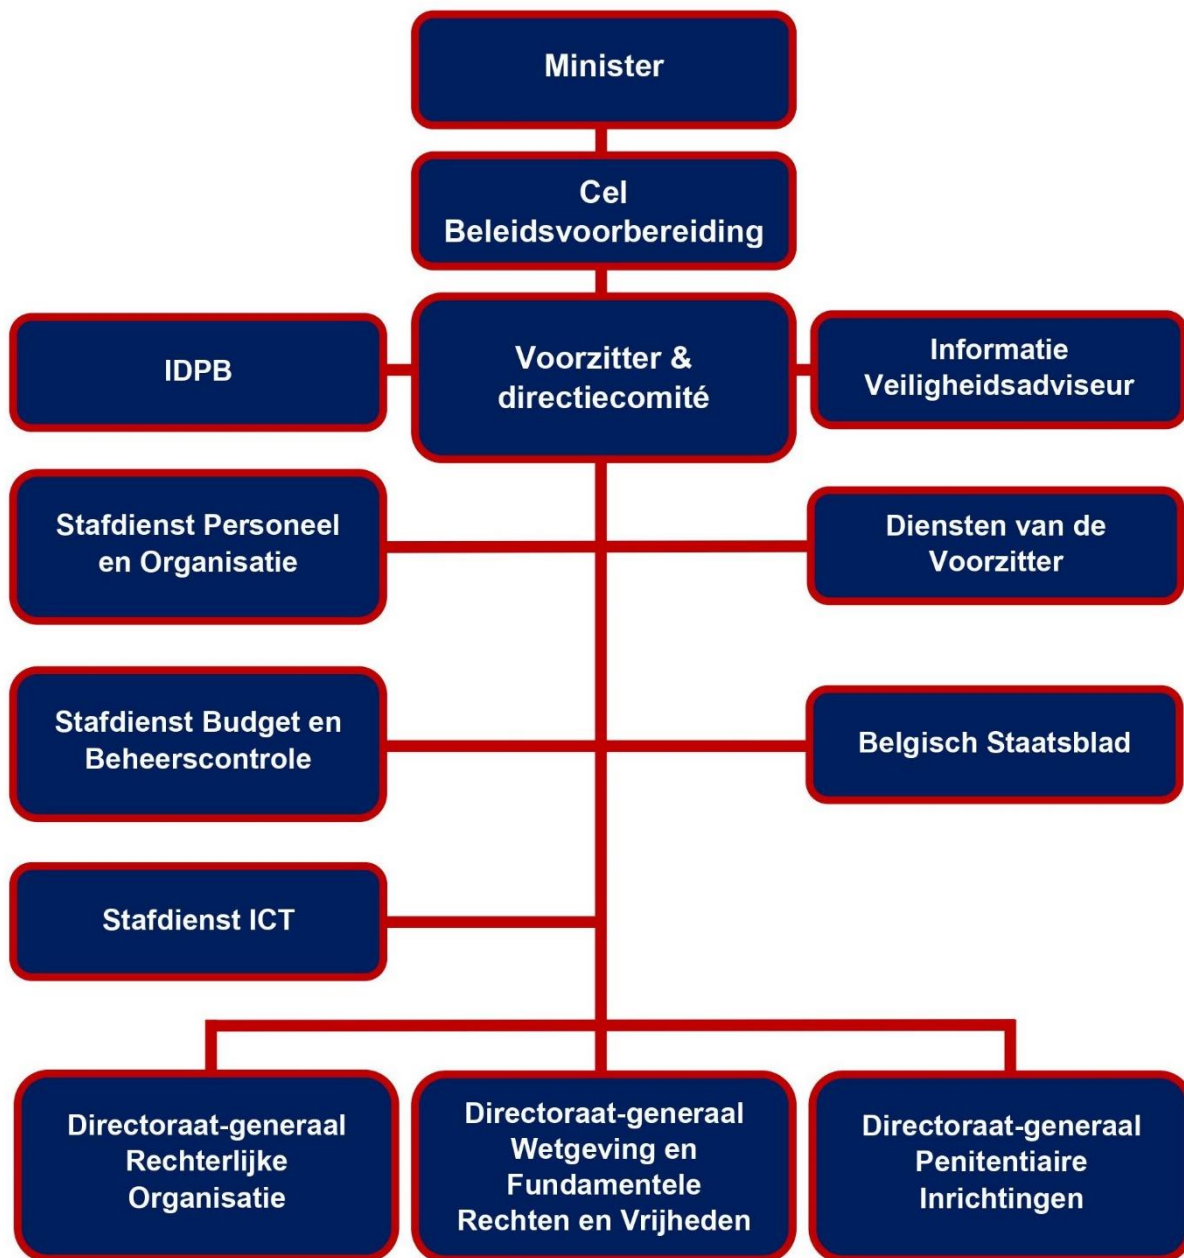 Minister
Cel
Beleidsvoorbereiding
IDPB
Voorzitter &
directiecomité
Informatie
Veiligheidsadviseur
Stafdienst Personeel
en Organisatie
Diensten van de
Voorzitter
Stafdienst Budget en
Beheerscontrole
Belgisch Staatsblad
Stafdienst ICT
Directoraat-generaal
Rechterlijke
Organisatie
Directoraat-generaal
Wetgeving en
Fundamentele
Rechten en Vrijheden
Directoraat-generaal
Penitentiaire
Inrichtingen